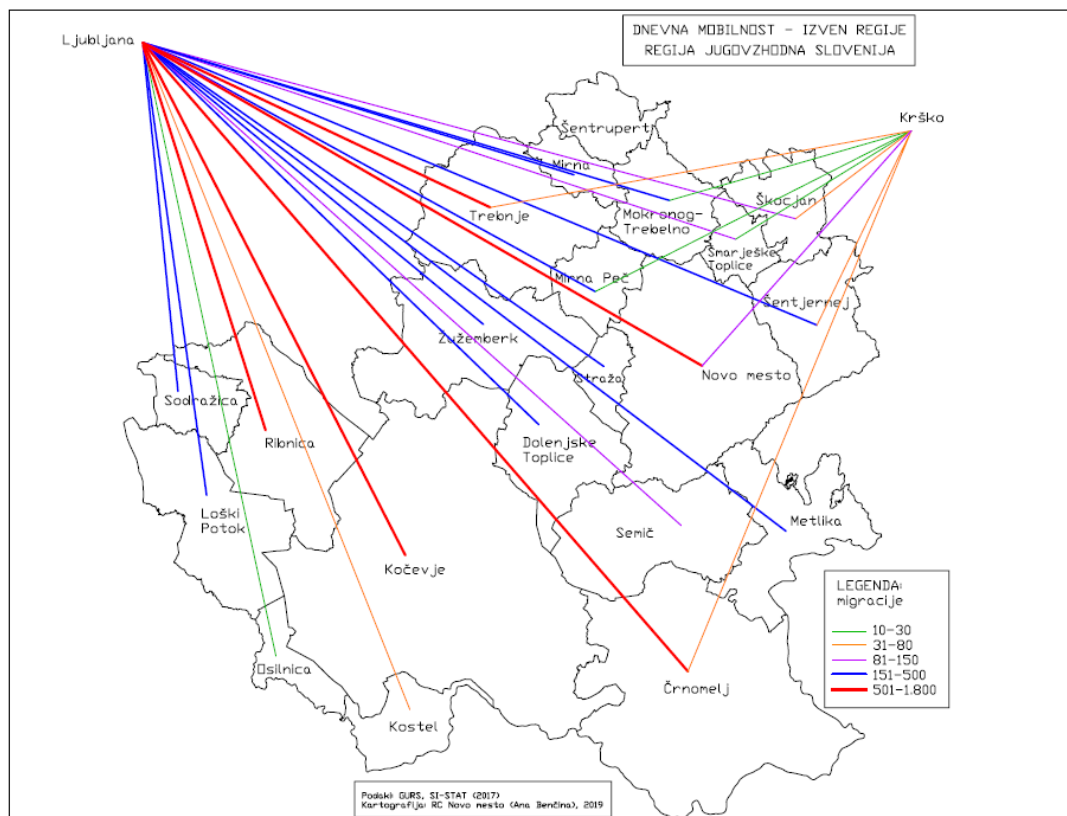 DNEVNA MOBILNOST - IZVEN REGIJE
REGIJA JUGOVZHODNA SLOVENIJA
Ljubljana
Krško
Šentrupert
Mirna
Trebnje
Mokronog-
Trebelno
Škocjan
Šmarješke
Toplice
Mirna Peč
Šentjernej
Žužemberk
Straža
Novo mesto
Sodražica
Ribnica
Dolenjske
Toplice
Loški
Potok
Kočevje
Semič
Metlika
Osilnica
Kostel
Črnomelj
LEGENDA:
migracije
10-30
31-80
81-150
151-500
501-1.800
Podatki: GURS, SI-STAT (2017)
Kartografija: RC Novo mesto (Ana Benčina), 2019